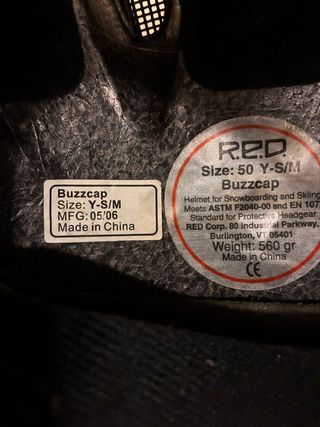 Buzzcap
Size: Y-S/M
MFG: 05/06
Made in China
R.E.D.
Size: 50 Y-S/M
Buzzcap
Helmet for Snowboarding and Skiing
Meets ASTM F2040-00 and EN 107
Standard for Protective Headgear
RED Corp. 80 Industrial Parkway,
Burlington, VT 05401
Weight: 560 gr
Made in China
CE